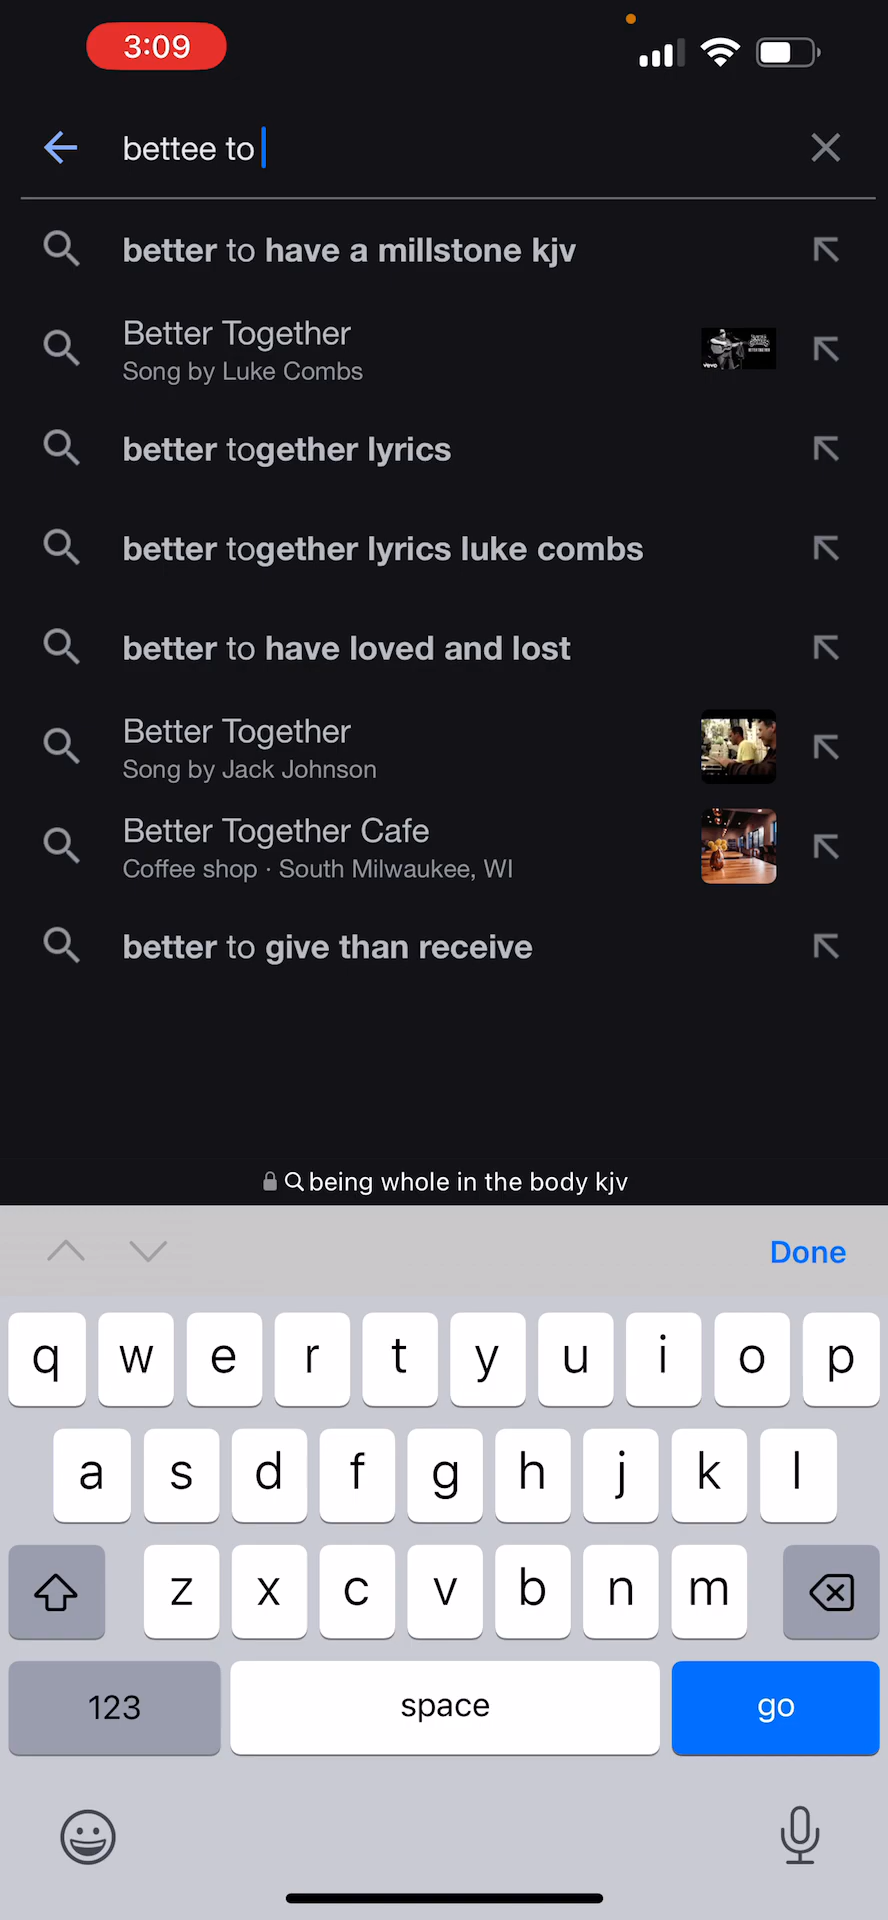 3:09
bettee to
better to have a millstone kjv
Better Together
Song by Luke Combs
better together lyrics
better together lyrics luke combs
better to have loved and lost
Better Together
Song by Jack Johnson
Better Together Cafe
Coffee shop · South Milwaukee, WI
better to give than receive
being whole in the body kjv
Done
q w e r t y u i o p
a s d f g h j k l
z x c v b n m
123 space go